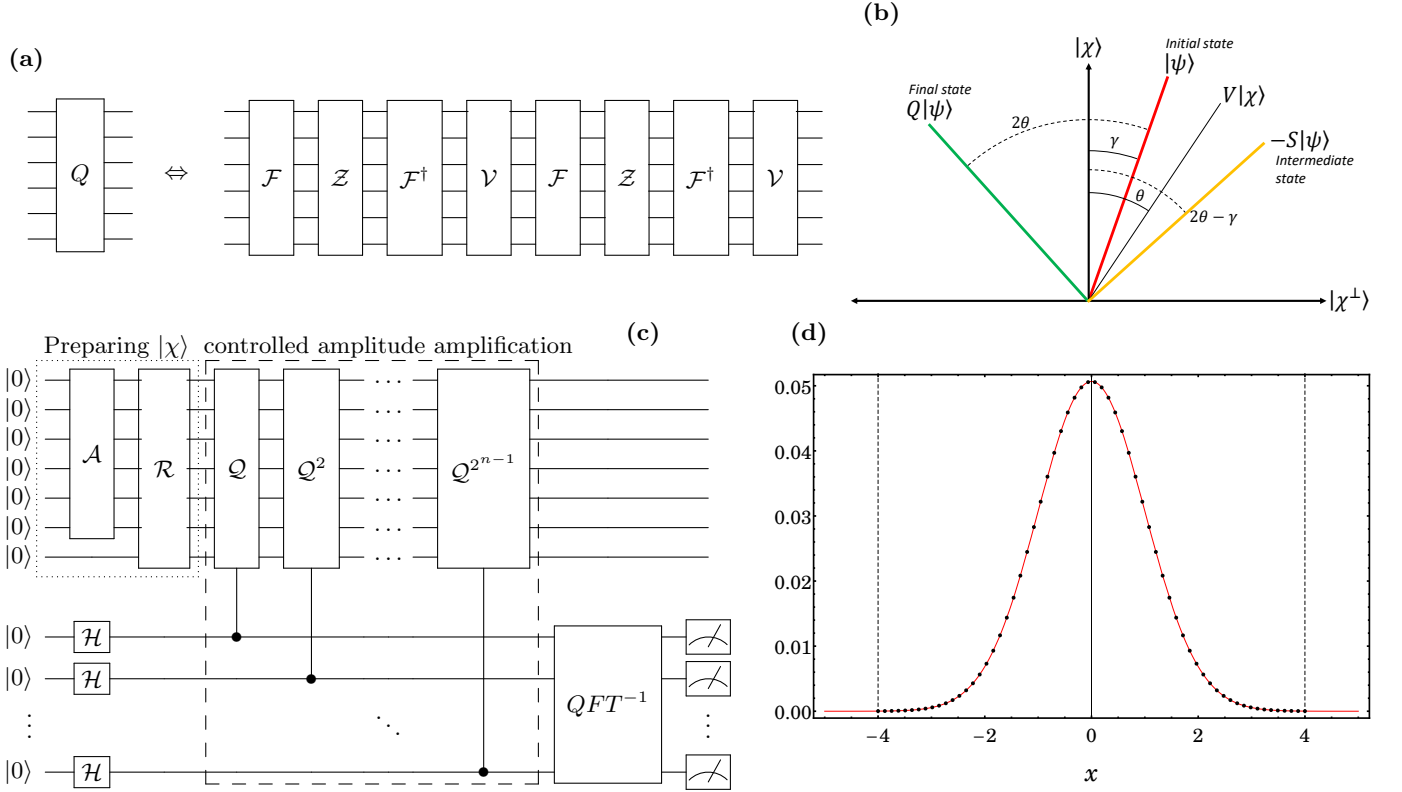 (a)
Q ⇔ ℱ 𝒵 ℱ† 𝒱 ℱ 𝒵 ℱ† 𝒱
(b)
|χ⟩
Initial state
|ψ⟩
Final state
Q|ψ⟩
V|χ⟩
2θ
γ
−S|ψ⟩
Intermediate
state
θ
2θ − γ
|χ⊥⟩
(c)
Preparing |χ⟩ controlled amplitude amplification
|0⟩
|0⟩
|0⟩
|0⟩
|0⟩
|0⟩
|0⟩
𝒜 ℛ 𝒬 𝒬² ··· 𝒬^{2^{n−1}}
|0⟩ ℋ
|0⟩ ℋ
⋮ ⋱ QFT⁻¹ ⋮
|0⟩ ℋ
(d)
0.05
0.04
0.03
0.02
0.01
0.00
−4 −2 0 2 4
x